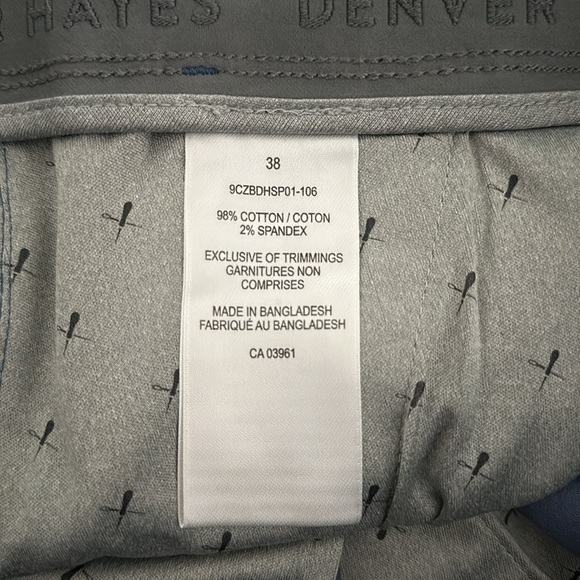 HAYES DENVER
38
9CZBDHSP01-106
98% COTTON / COTON
2% SPANDEX
EXCLUSIVE OF TRIMMINGS
GARNITURES NON
COMPRISES
MADE IN BANGLADESH
FABRIQUÉ AU BANGLADESH
CA 03961